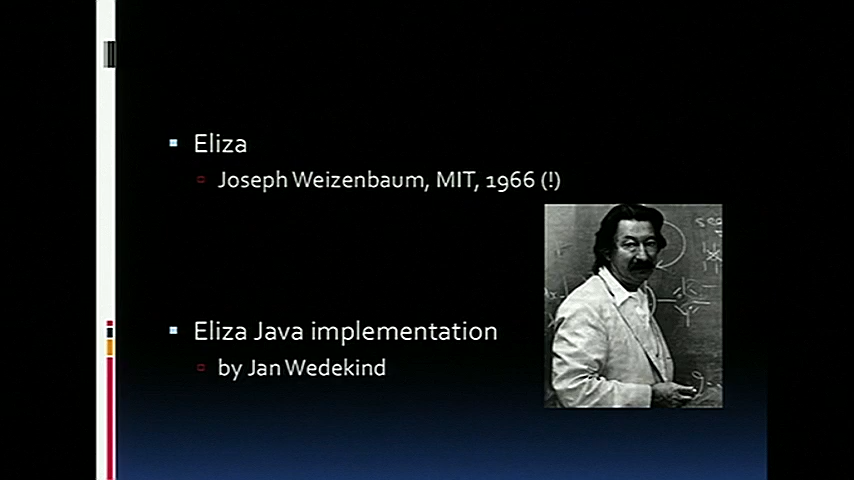 Eliza
Joseph Weizenbaum, MIT, 1966 (!)
Eliza Java implementation
by Jan Wedekind